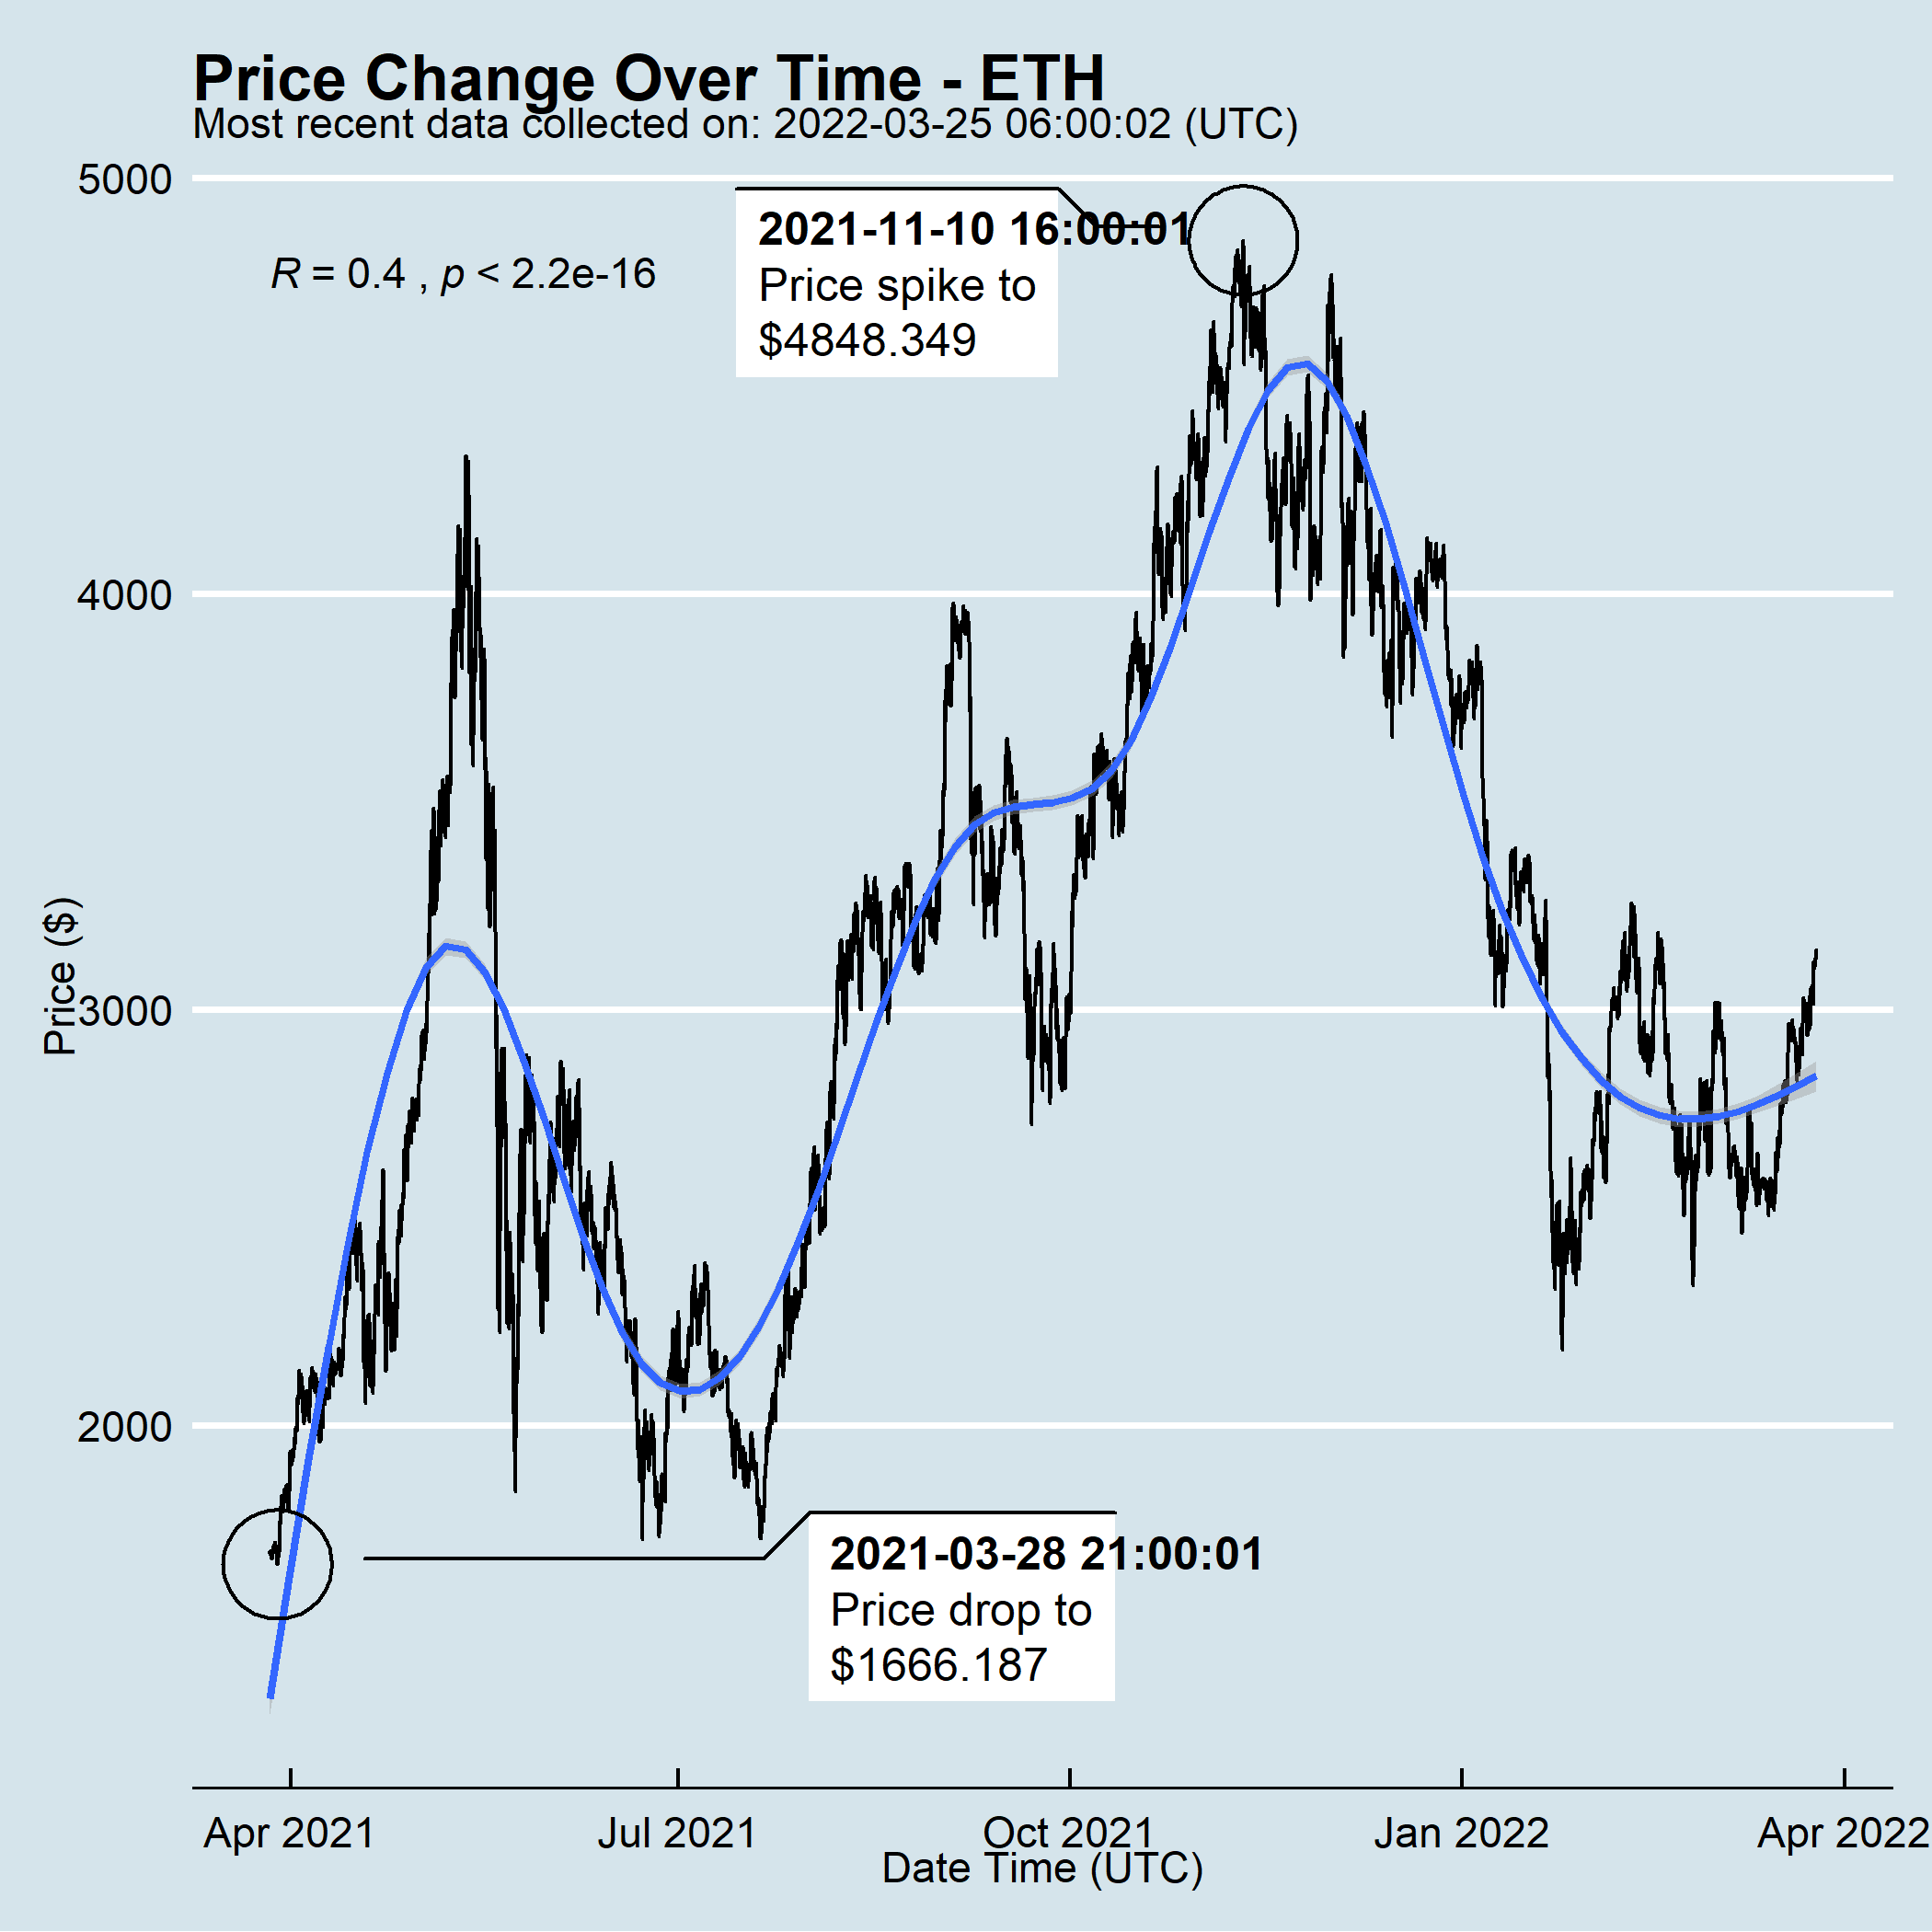 Price Change Over Time - ETH
Most recent data collected on: 2022-03-25 06:00:02 (UTC)
5000
2021-11-10 16:00:01
R = 0.4 , p < 2.2e-16
Price spike to
$4848.349
4000
Price ($)
3000
2000
2021-03-28 21:00:01
Price drop to
$1666.187
Apr 2021
Jul 2021
Oct 2021
Jan 2022
Apr 2022
Date Time (UTC)